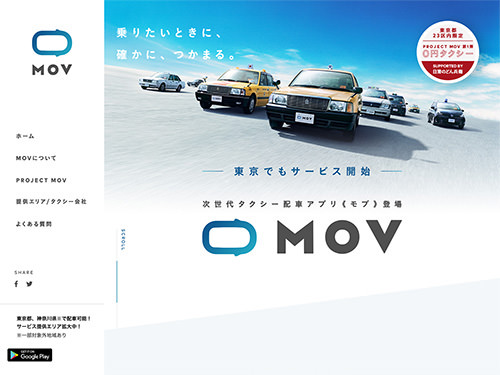 MOV
ホーム
MOVについて
PROJECT MOV
提供エリア/タクシー会社
よくある質問
SHARE
東京都、神奈川県※で配車可能!
サービス提供エリア拡大中!
※一部対象外地域あり
GET IT ON
Google Play
乗りたいときに、
確かに、つかまる。
東京都
23区内限定
PROJECT MOV 第1弾
0円タクシー
SUPPORTED BY
日清のどん兵衛
東京でもサービス開始
次世代タクシー配車アプリ《モブ》登場
MOV
SCROLL